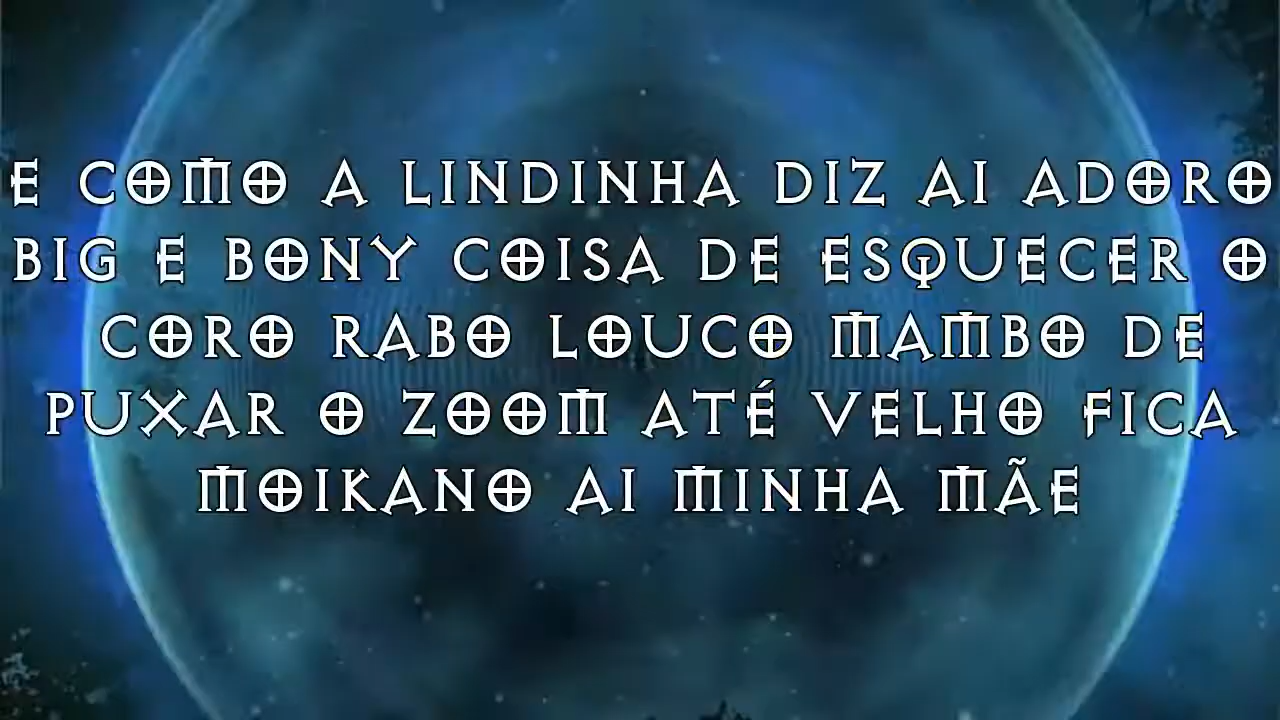 E COMO A LINDINHA DIZ AI ADORO
BIG E BONY COISA DE ESQUECER O
CORO RABO LOUCO MAMBO DE
PUXAR O ZOOM ATÉ VELHO FICA
MOIKANO AI MINHA MÃE